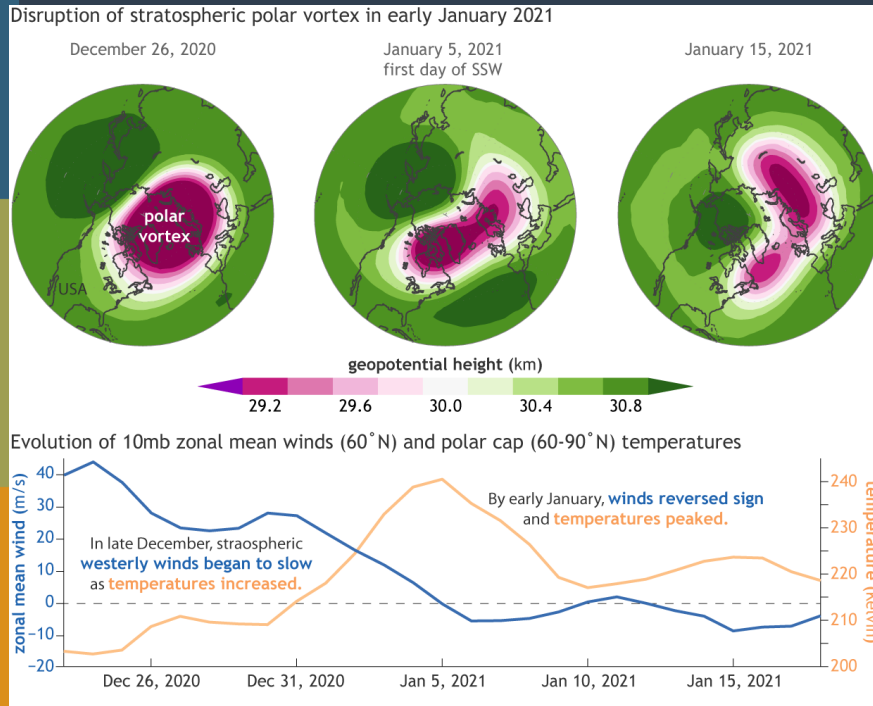 Disruption of stratospheric polar vortex in early January 2021
December 26, 2020
January 5, 2021
first day of SSW
January 15, 2021
polar
vortex
USA
geopotential height (km)
29.2 29.6 30.0 30.4 30.8
Evolution of 10mb zonal mean winds (60˚N) and polar cap (60-90˚N) temperatures
zonal mean wind (m/s)
40
30
20
10
0
−10
−20
In late December, straospheric
westerly winds began to slow
as temperatures increased.
By early January, winds reversed sign
and temperatures peaked.
240
230
220
210
200
temperature (Kelvin)
Dec 26, 2020 Dec 31, 2020 Jan 5, 2021 Jan 10, 2021 Jan 15, 2021